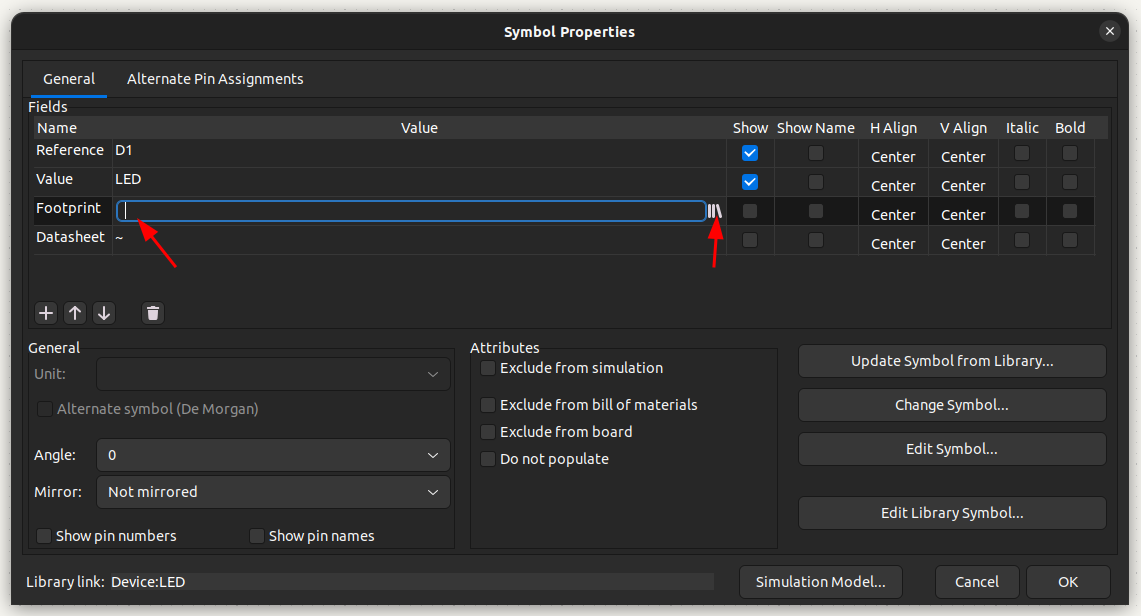 Symbol Properties
General Alternate Pin Assignments
Fields
Name Value Show Show Name H Align V Align Italic Bold
Reference D1 Center Center
Value LED Center Center
Footprint Center Center
Datasheet ~ Center Center
General
Unit:
Alternate symbol (De Morgan)
Angle: 0
Mirror: Not mirrored
Show pin numbers Show pin names
Attributes
Exclude from simulation
Exclude from bill of materials
Exclude from board
Do not populate
Update Symbol from Library...
Change Symbol...
Edit Symbol...
Edit Library Symbol...
Library link: Device:LED
Simulation Model... Cancel OK